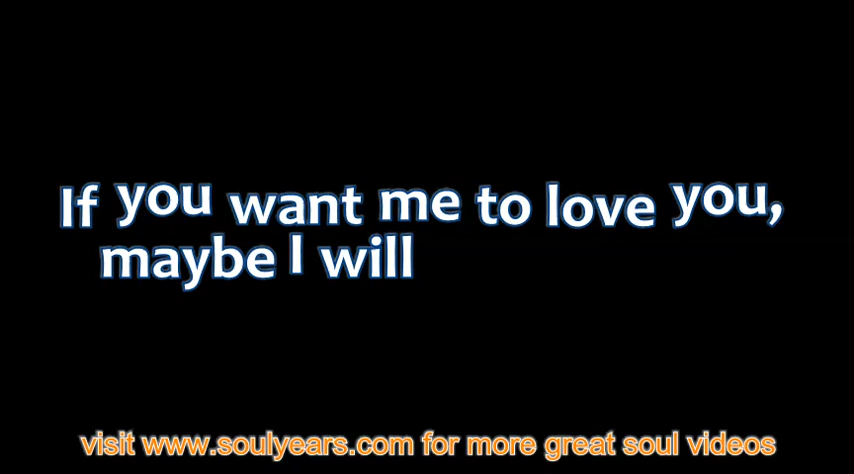 If you want me to love you,
maybe I will
visit www.soulyears.com for more great soul videos